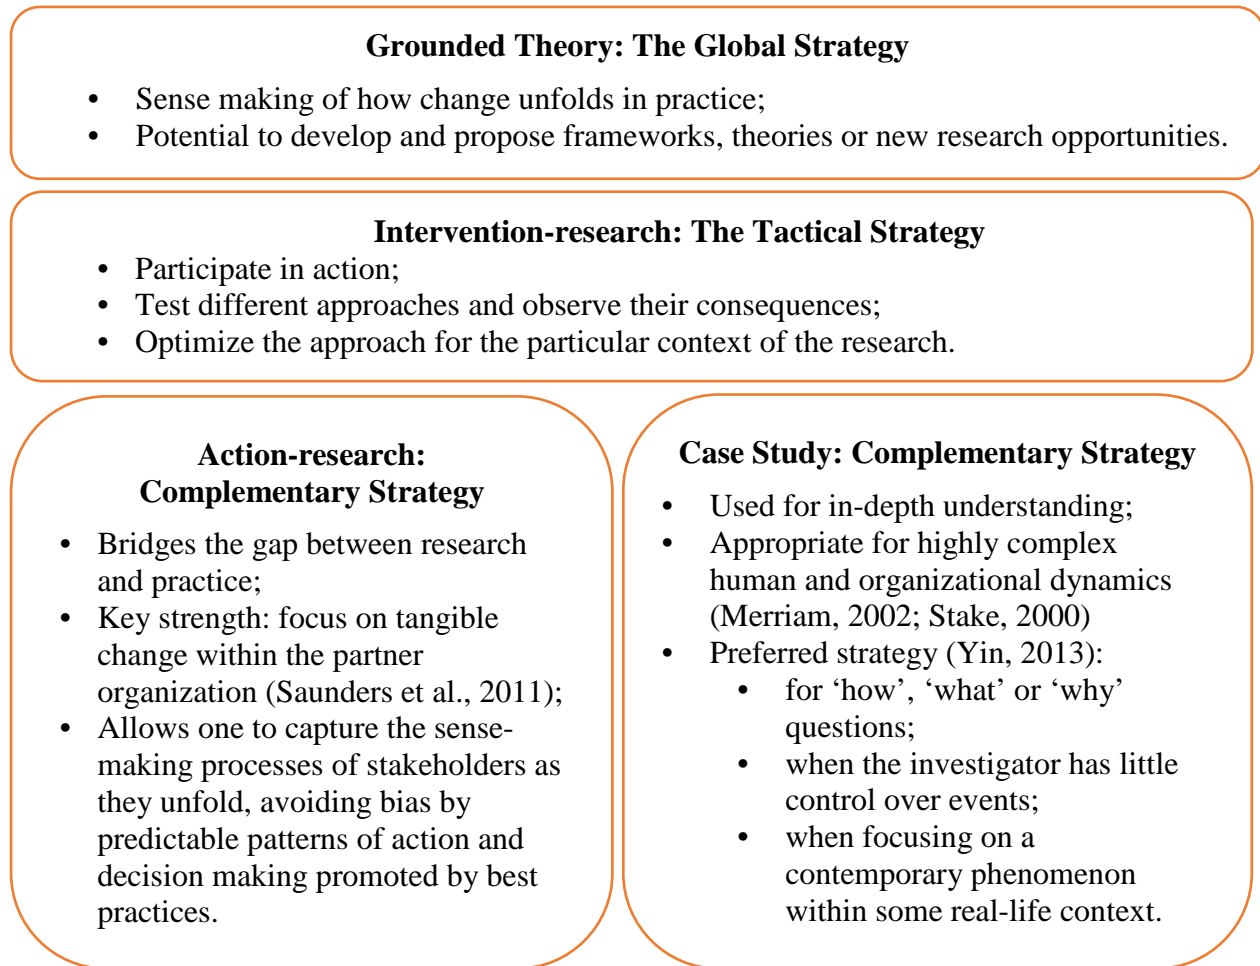 Grounded Theory: The Global Strategy
• Sense making of how change unfolds in practice;
• Potential to develop and propose frameworks, theories or new research opportunities.
Intervention-research: The Tactical Strategy
• Participate in action;
• Test different approaches and observe their consequences;
• Optimize the approach for the particular context of the research.
Action-research:
Complementary Strategy
• Bridges the gap between research
and practice;
• Key strength: focus on tangible
change within the partner
organization (Saunders et al., 2011);
• Allows one to capture the sense-
making processes of stakeholders as
they unfold, avoiding bias by
predictable patterns of action and
decision making promoted by best
practices.
Case Study: Complementary Strategy
• Used for in-depth understanding;
• Appropriate for highly complex
human and organizational dynamics
(Merriam, 2002; Stake, 2000)
• Preferred strategy (Yin, 2013):
• for ‘how’, ‘what’ or ‘why’
questions;
• when the investigator has little
control over events;
• when focusing on a
contemporary phenomenon
within some real-life context.